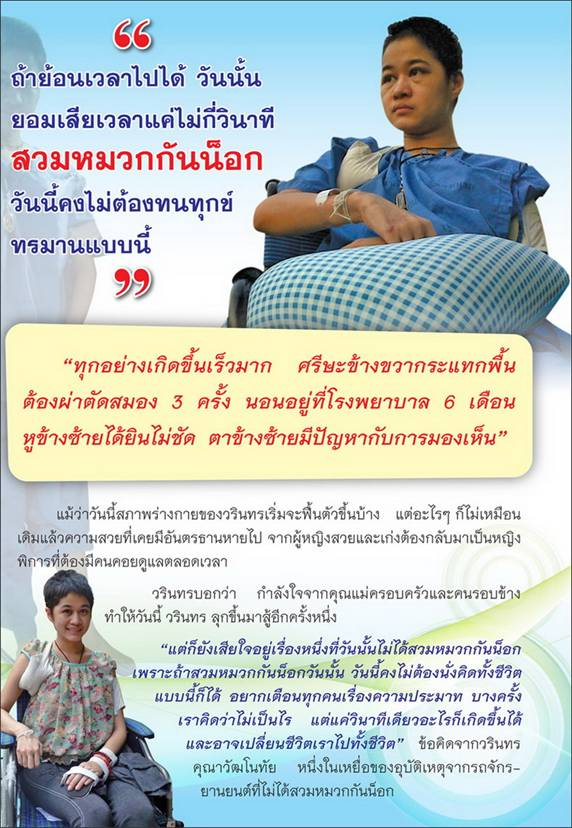 “
ถ้าย้อนเวลาไปได้ วันนั้น
ยอมเสียเวลาแค่ไม่กี่วินาที
สวมหมวกกันน็อก
วันนี้คงไม่ต้องทนทุกข์
ทรมานแบบนี้
”
“ทุกอย่างเกิดขึ้นเร็วมาก ศรีษะข้างขวากระแทกพื้น
ต้องผ่าตัดสมอง 3 ครั้ง นอนอยู่ที่โรงพยาบาล 6 เดือน
หูข้างซ้ายได้ยินไม่ชัด ตาข้างซ้ายมีปัญหากับการมองเห็น”
แม้ว่าวันนี้สภาพร่างกายของวรินทรเริ่มจะฟื้นตัวขึ้นบ้าง แต่อะไรๆ ก็ไม่เหมือน
เดิมแล้วความสวยที่เคยมีอันตรธานหายไป จากผู้หญิงสวยและเก่งต้องกลับมาเป็นหญิง
พิการที่ต้องมีคนคอยดูแลตลอดเวลา
วรินทรบอกว่า กำลังใจจากคุณแม่ครอบครัวและคนรอบข้าง
ทำให้วันนี้ วรินทร ลุกขึ้นมาสู้อีกครั้งหนึ่ง
“แต่ก็ยังเสียใจอยู่เรื่องหนึ่งที่วันนั้นไม่ได้สวมหมวกกันน็อก
เพราะถ้าสวมหมวกกันน็อกวันนั้น วันนี้คงไม่ต้องนั่งคิดทั้งชีวิต
แบบนี้ก็ได้ อยากเตือนทุกคนเรื่องความประมาท บางครั้ง
เราคิดว่าไม่เป็นไร แต่แค่วินาทีเดียวอะไรก็เกิดขึ้นได้
และอาจเปลี่ยนชีวิตเราไปทั้งชีวิต” ข้อคิดจากวรินทร
คุณาวัฒโนทัย หนึ่งในเหยื่อของอุบัติเหตุจากรถจักร-
ยานยนต์ที่ไม่ได้สวมหมวกกันน็อก